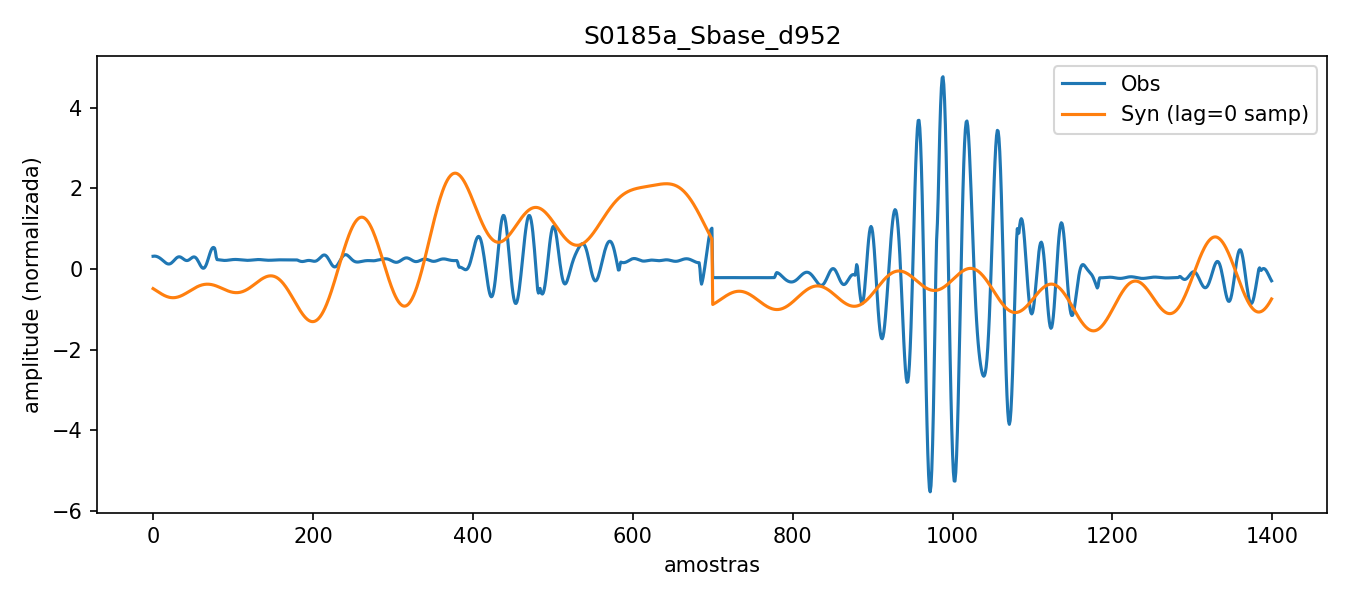 S0185a_Sbase_d952
Obs
Syn (lag=0 samp)
amplitude (normalizada)
4
2
0
−2
−4
−6
0 200 400 600 800 1000 1200 1400
amostras